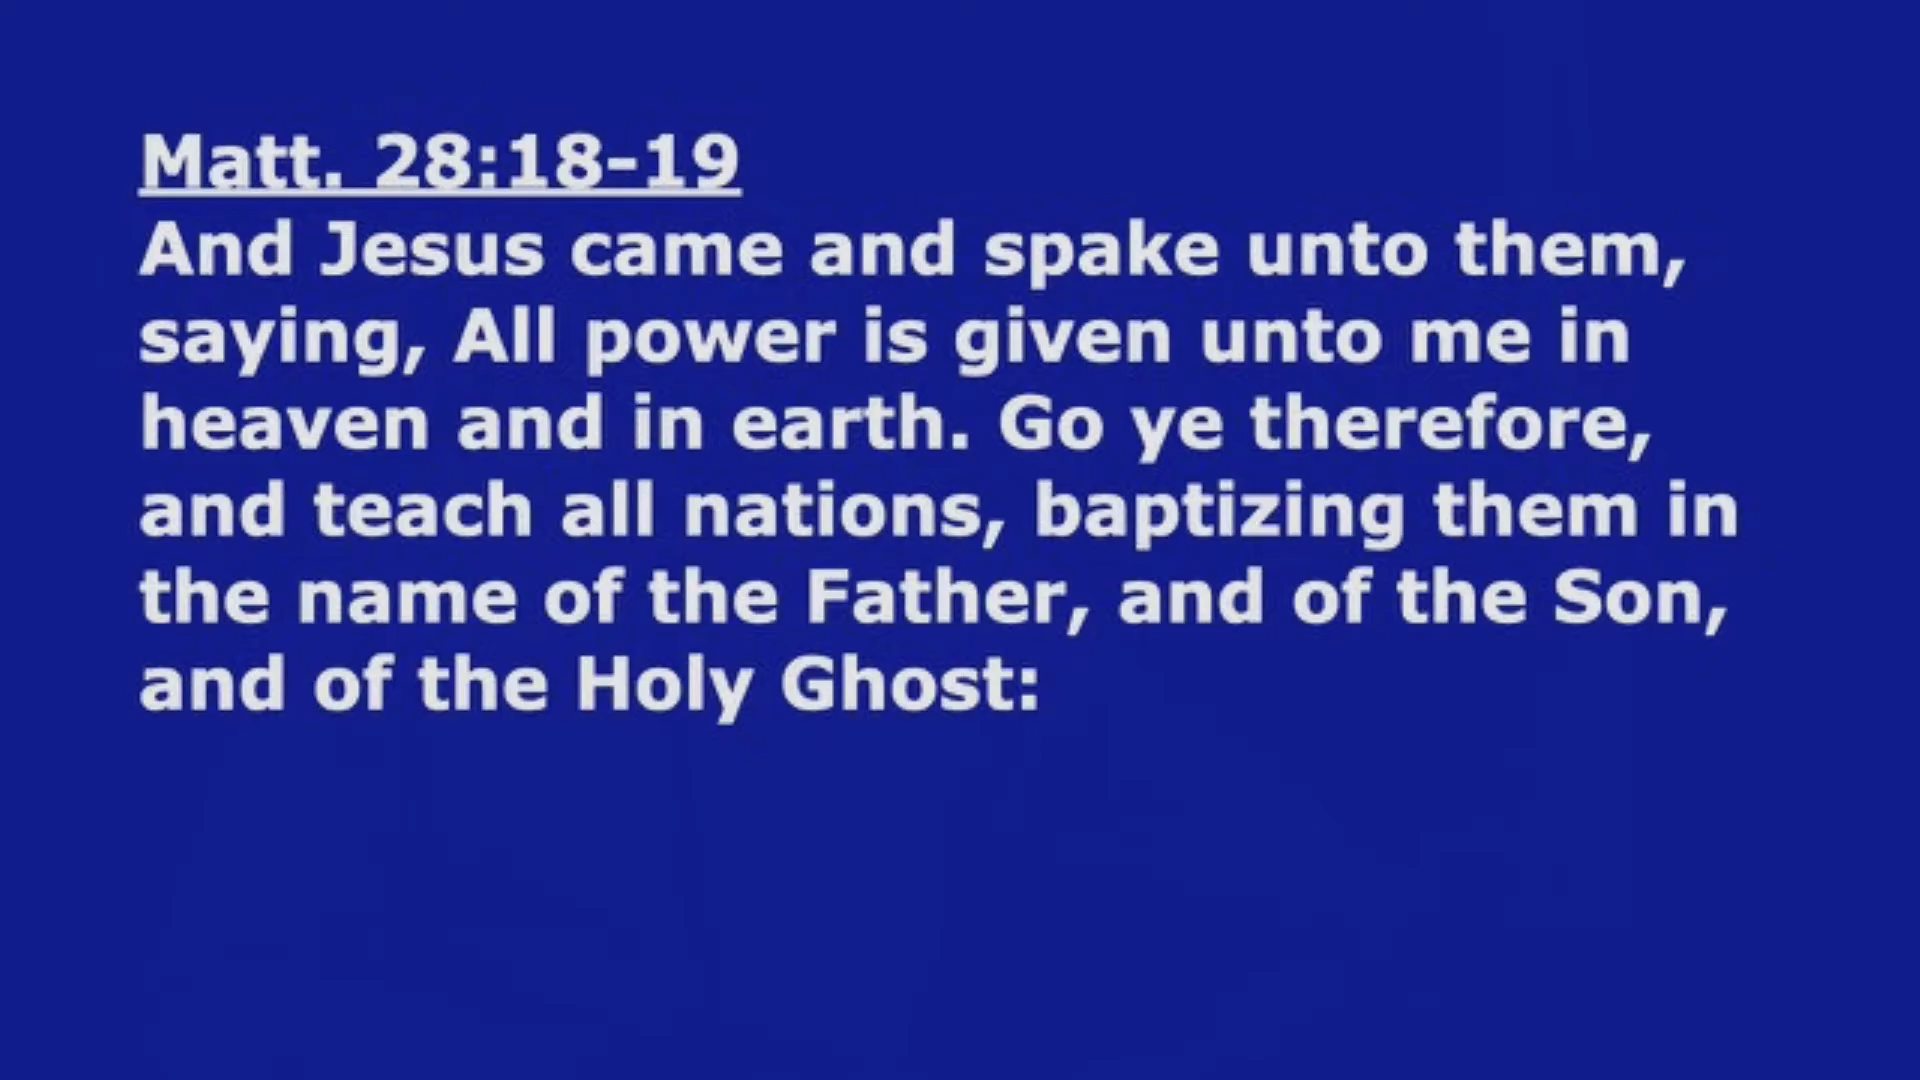 Matt. 28:18-19
And Jesus came and spake unto them,
saying, All power is given unto me in
heaven and in earth. Go ye therefore,
and teach all nations, baptizing them in
the name of the Father, and of the Son,
and of the Holy Ghost: